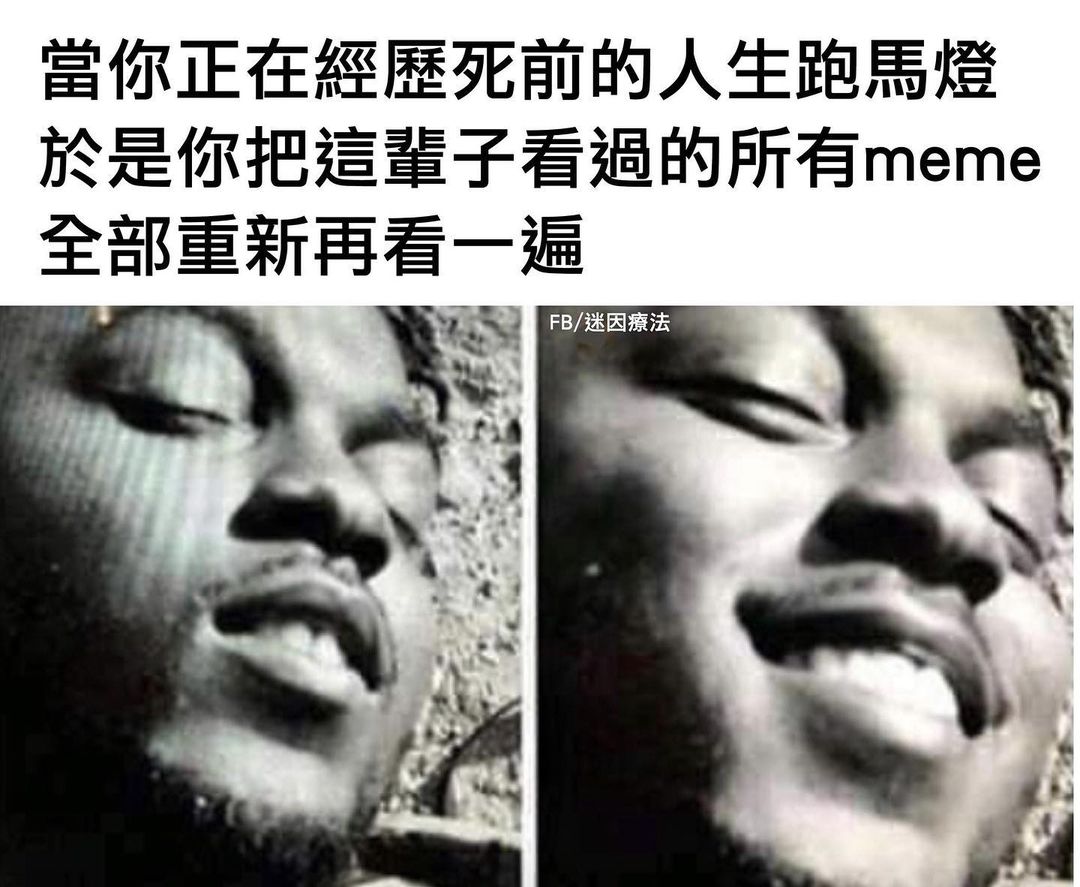 當你正在經歷死前的人生跑馬燈
於是你把這輩子看過的所有meme
全部重新再看一遍
FB/迷因療法